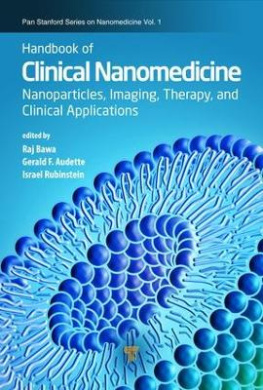 Pan Stanford Series on Nanomedicine Vol. 1
Handbook of
Clinical Nanomedicine
Nanoparticles, Imaging, Therapy, and
Clinical Applications
edited by
Raj Bawa
Gerald F. Audette
Israel Rubinstein